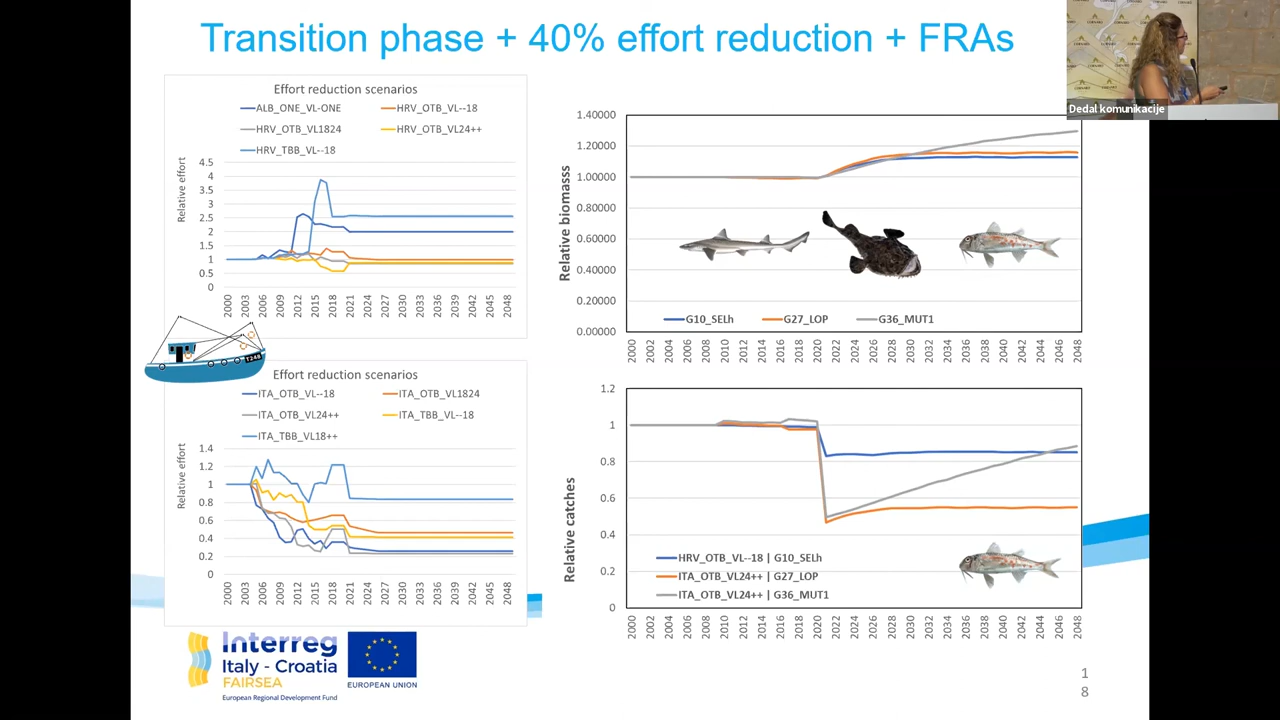 Transition phase + 40% effort reduction + FRAs
Dedal komunikacije
Effort reduction scenarios
ALB_ONE_VL-ONE
HRV_OTB_VL--18
HRV_OTB_VL1824
HRV_OTB_VL24++
HRV_TBB_VL--18
Relative effort
4.5
4
3.5
3
2.5
2
1.5
1
0.5
0
2000 2003 2006 2009 2012 2015 2018 2021 2024 2027 2030 2033 2036 2039 2042 2045 2048
T249
Effort reduction scenarios
ITA_OTB_VL--18
ITA_OTB_VL1824
ITA_OTB_VL24++
ITA_TBB_VL--18
ITA_TBB_VL18++
Relative effort
1.4
1.2
1
0.8
0.6
0.4
0.2
0
2000 2003 2006 2009 2012 2015 2018 2021 2024 2027 2030 2033 2036 2039 2042 2045 2048
Relative biomasss
1.40000
1.20000
1.00000
0.80000
0.60000
0.40000
0.20000
0.00000
G10_SELh
G27_LOP
G36_MUT1
2000 2002 2004 2006 2008 2010 2012 2014 2016 2018 2020 2022 2024 2026 2028 2030 2032 2034 2036 2038 2040 2042 2044 2046 2048
Relative catches
1.2
1
0.8
0.6
0.4
0.2
0
HRV_OTB_VL--18 | G10_SELh
ITA_OTB_VL24++ | G27_LOP
ITA_OTB_VL24++ | G36_MUT1
2000 2002 2004 2006 2008 2010 2012 2014 2016 2018 2020 2022 2024 2026 2028 2030 2032 2034 2036 2038 2040 2042 2044 2046 2048
Interreg
Italy - Croatia
FAIRSEA
European Regional Development Fund
EUROPEAN UNION
1
8